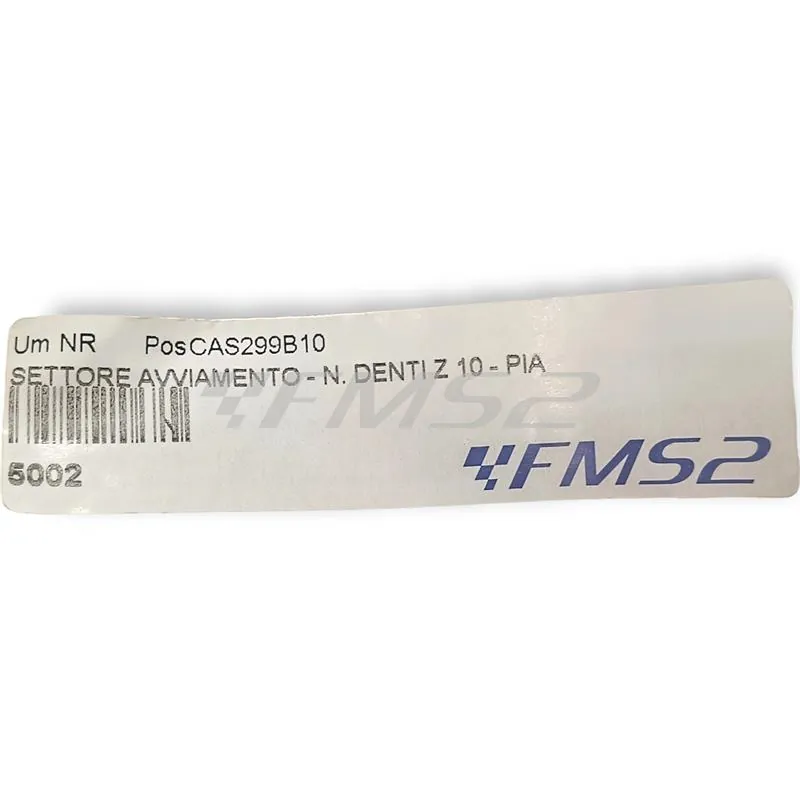 Um NR PosCAS299B10
SETTORE AVVIAMENTO - N. DENTI Z 10 - PIA
FMS2
5002
FMS2